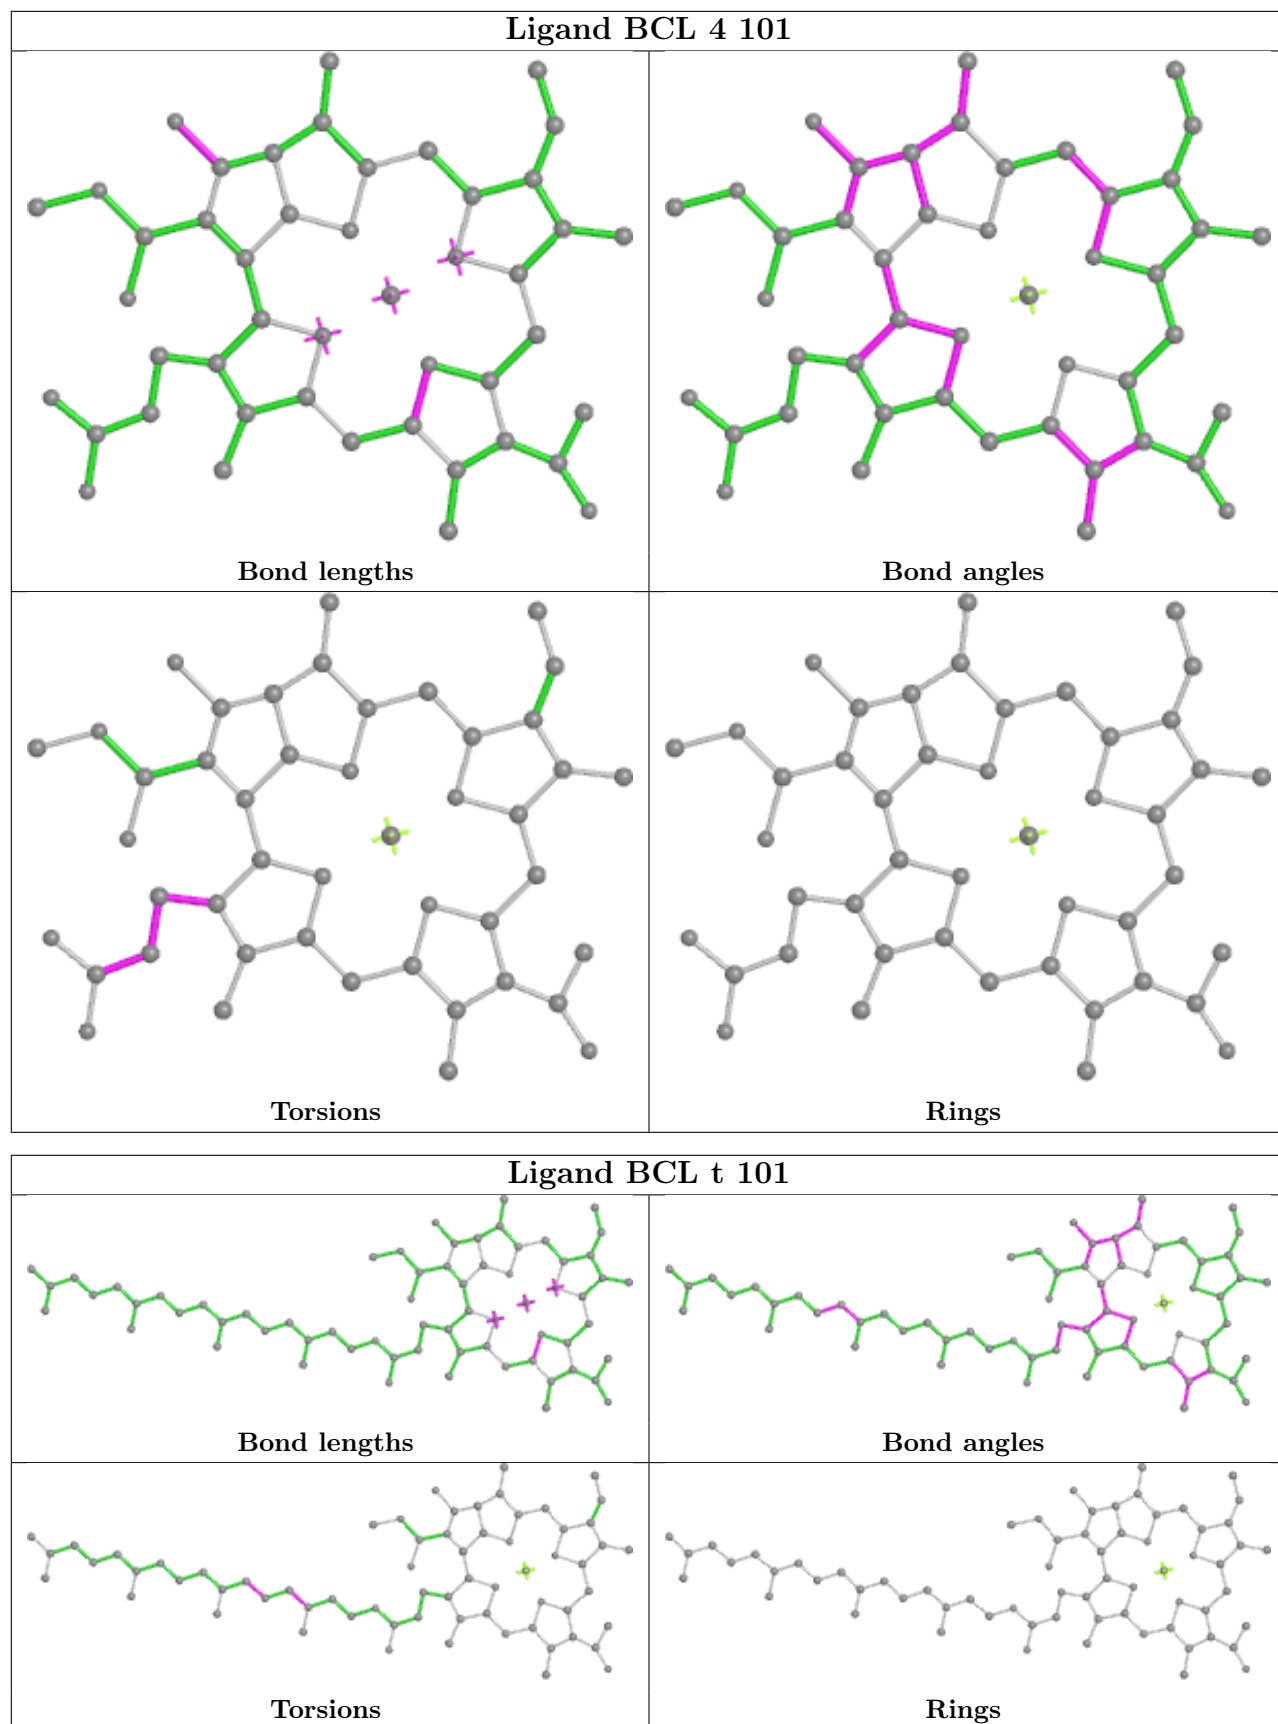 Ligand BCL 4 101
Bond lengths
Bond angles
Torsions
Rings
Ligand BCL t 101
Bond lengths
Bond angles
Torsions
Rings